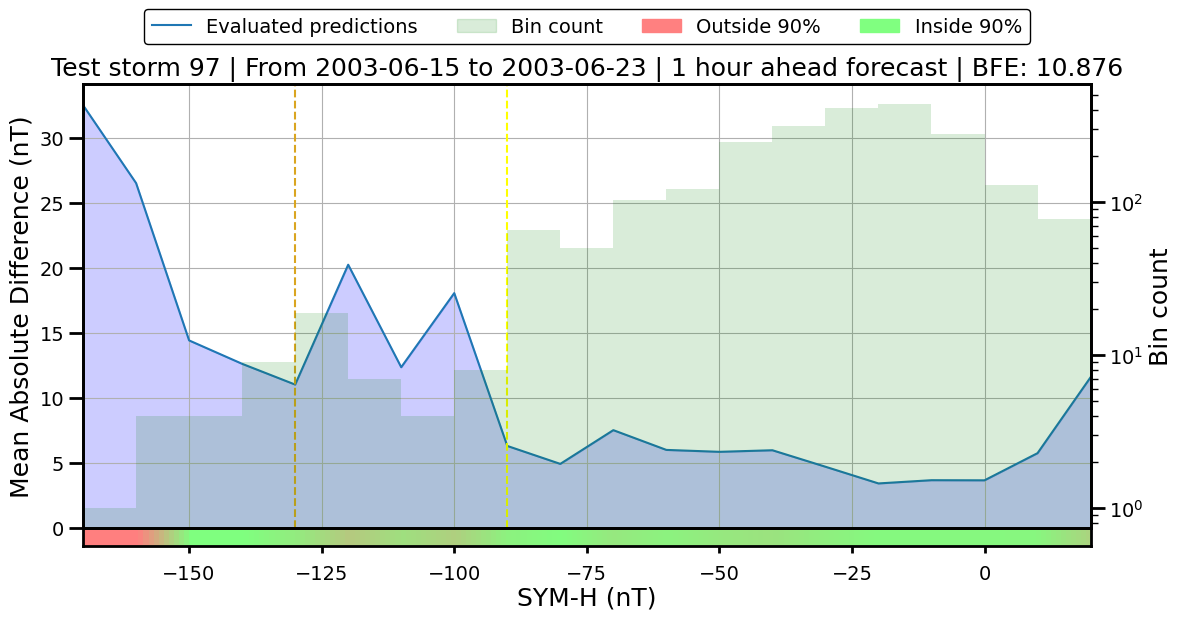 Evaluated predictions Bin count Outside 90% Inside 90%
Test storm 97 | From 2003-06-15 to 2003-06-23 | 1 hour ahead forecast | BFE: 10.876
Mean Absolute Difference (nT)
30
25
20
15
10
5
0
10²
10¹
10⁰
Bin count
−150 −125 −100 −75 −50 −25 0
SYM-H (nT)